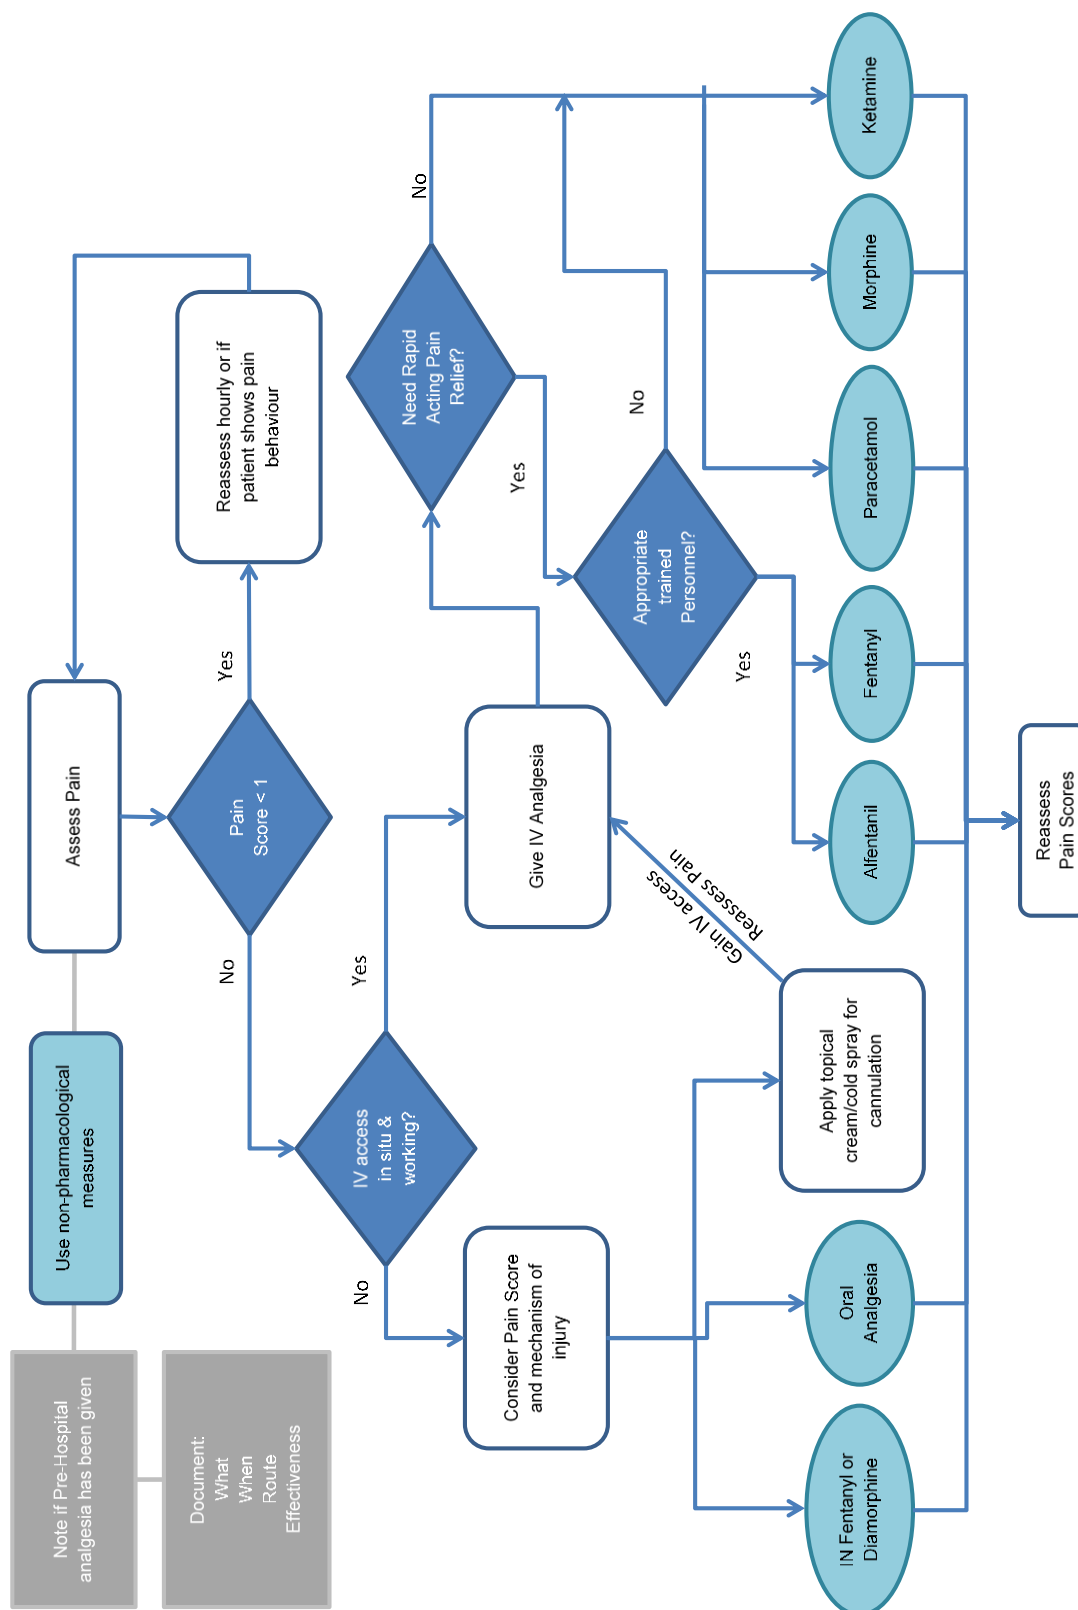 Note if Pre-Hospital
analgesia has been given
Document:
What
When
Route
Effectiveness
Use non-pharmacological
measures
Assess Pain
Pain
Score < 1
Yes
Reassess hourly or if
patient shows pain
behaviour
No
IV access
in situ &
working?
Yes
No
Consider Pain Score
and mechanism of
injury
Give IV Analgesia
Need Rapid
Acting Pain
Relief?
No
Yes
Appropriate
trained
Personnel?
No
Yes
Apply topical
cream/cold spray for
cannulation
Gain IV access
Reassess Pain
IN Fentanyl or
Diamorphine
Oral
Analgesia
Alfentanil
Fentanyl
Paracetamol
Morphine
Ketamine
Reassess
Pain Scores